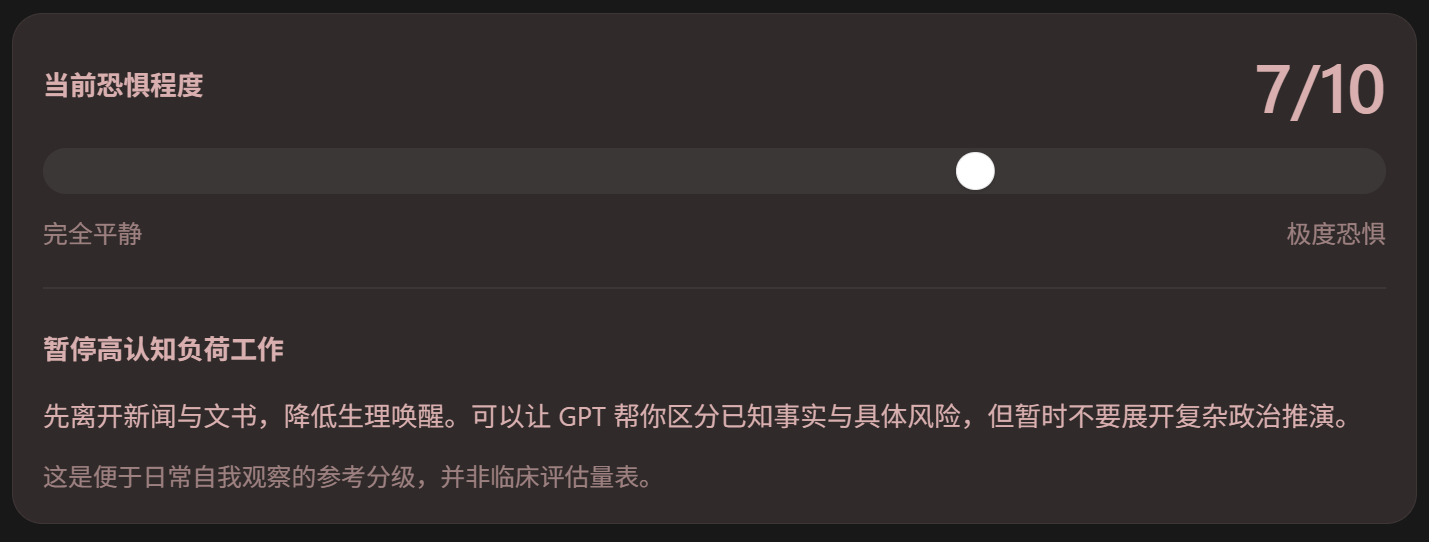 当前恐惧程度
7/10
完全平静
极度恐惧
暂停高认知负荷工作
先离开新闻与文书，降低生理唤醒。可以让 GPT 帮你区分已知事实与具体风险，但暂时不要展开复杂政治推演。
这是便于日常自我观察的参考分级，并非临床评估量表。